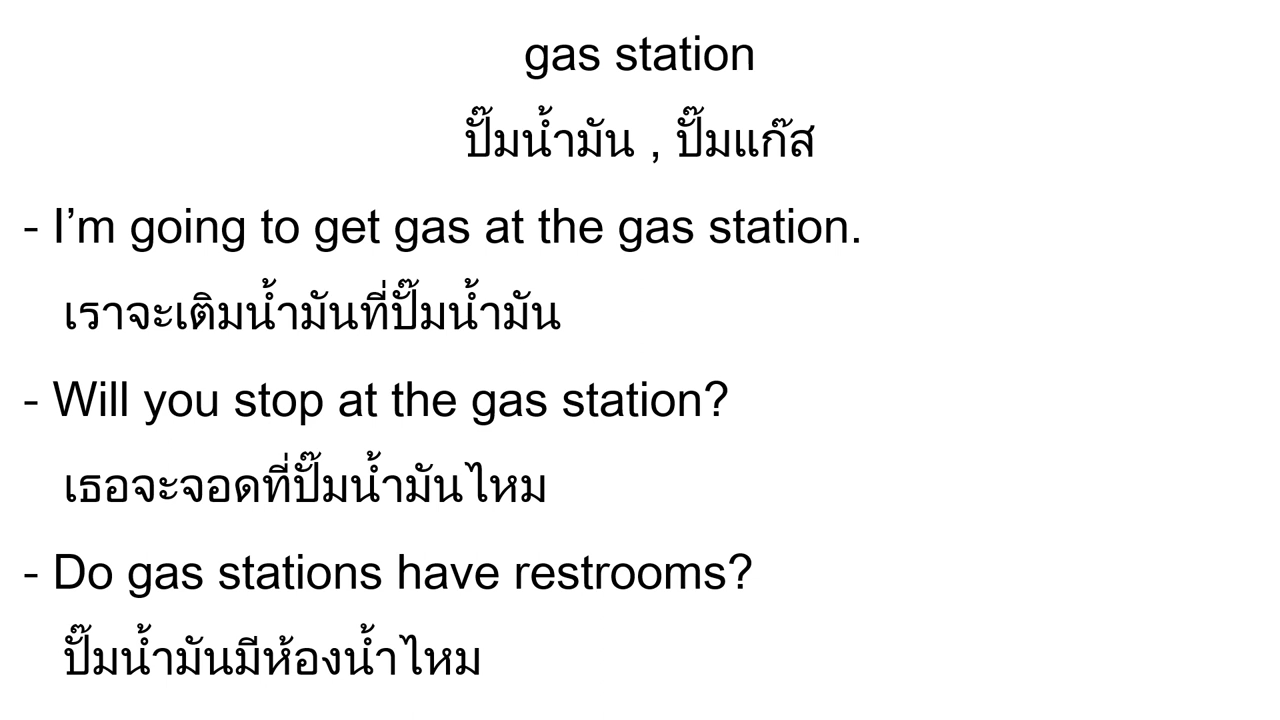 gas station
ปั๊มน้ำมัน , ปั๊มแก๊ส
- I’m going to get gas at the gas station.
เราจะเติมน้ำมันที่ปั๊มน้ำมัน
- Will you stop at the gas station?
เธอจะจอดที่ปั๊มน้ำมันไหม
- Do gas stations have restrooms?
ปั๊มน้ำมันมีห้องน้ำไหม